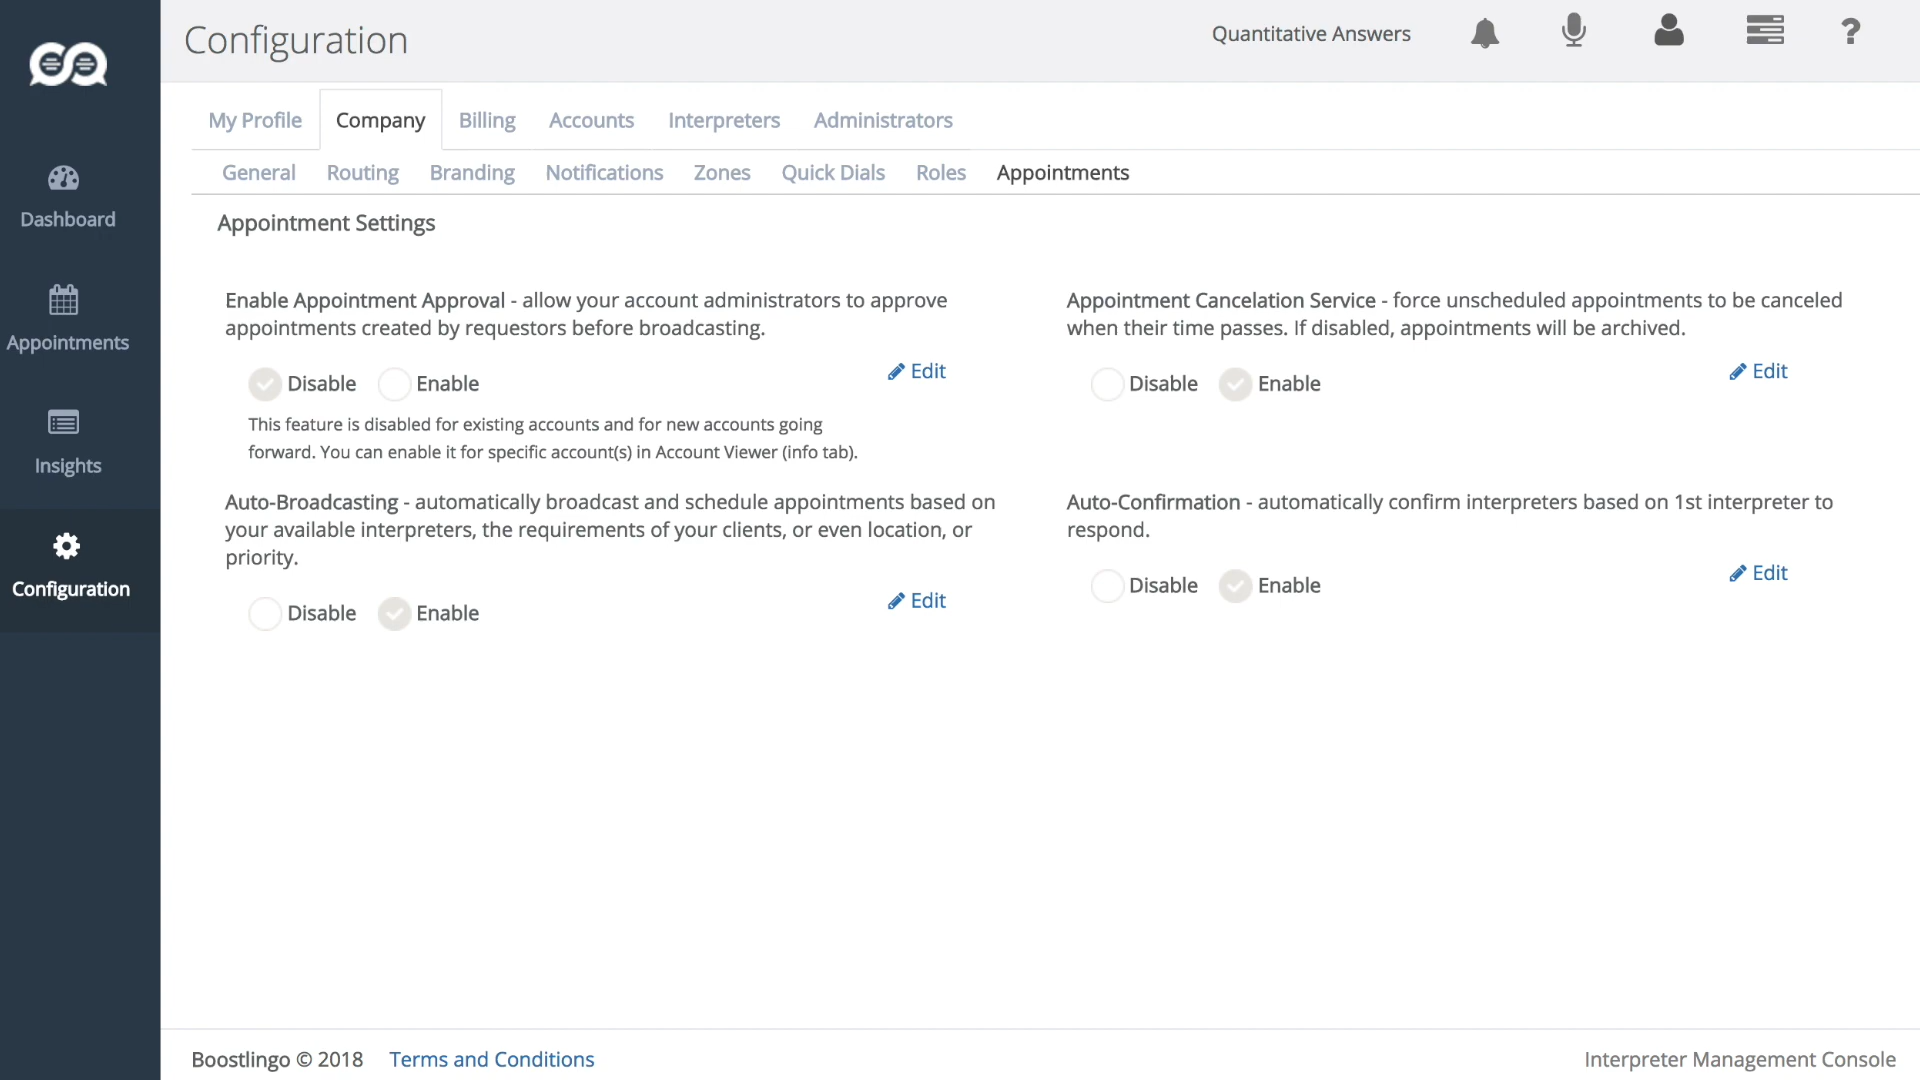 Configuration
Quantitative Answers
My Profile Company Billing Accounts Interpreters Administrators
General Routing Branding Notifications Zones Quick Dials Roles Appointments
Dashboard
Appointments
Insights
Configuration
Appointment Settings
Enable Appointment Approval - allow your account administrators to approve
appointments created by requestors before broadcasting.
Edit
Disable Enable
This feature is disabled for existing accounts and for new accounts going
forward. You can enable it for specific account(s) in Account Viewer (info tab).
Appointment Cancelation Service - force unscheduled appointments to be canceled
when their time passes. If disabled, appointments will be archived.
Edit
Disable Enable
Auto-Broadcasting - automatically broadcast and schedule appointments based on
your available interpreters, the requirements of your clients, or even location, or
priority.
Edit
Disable Enable
Auto-Confirmation - automatically confirm interpreters based on 1st interpreter to
respond.
Edit
Disable Enable
Boostlingo © 2018 Terms and Conditions
Interpreter Management Console